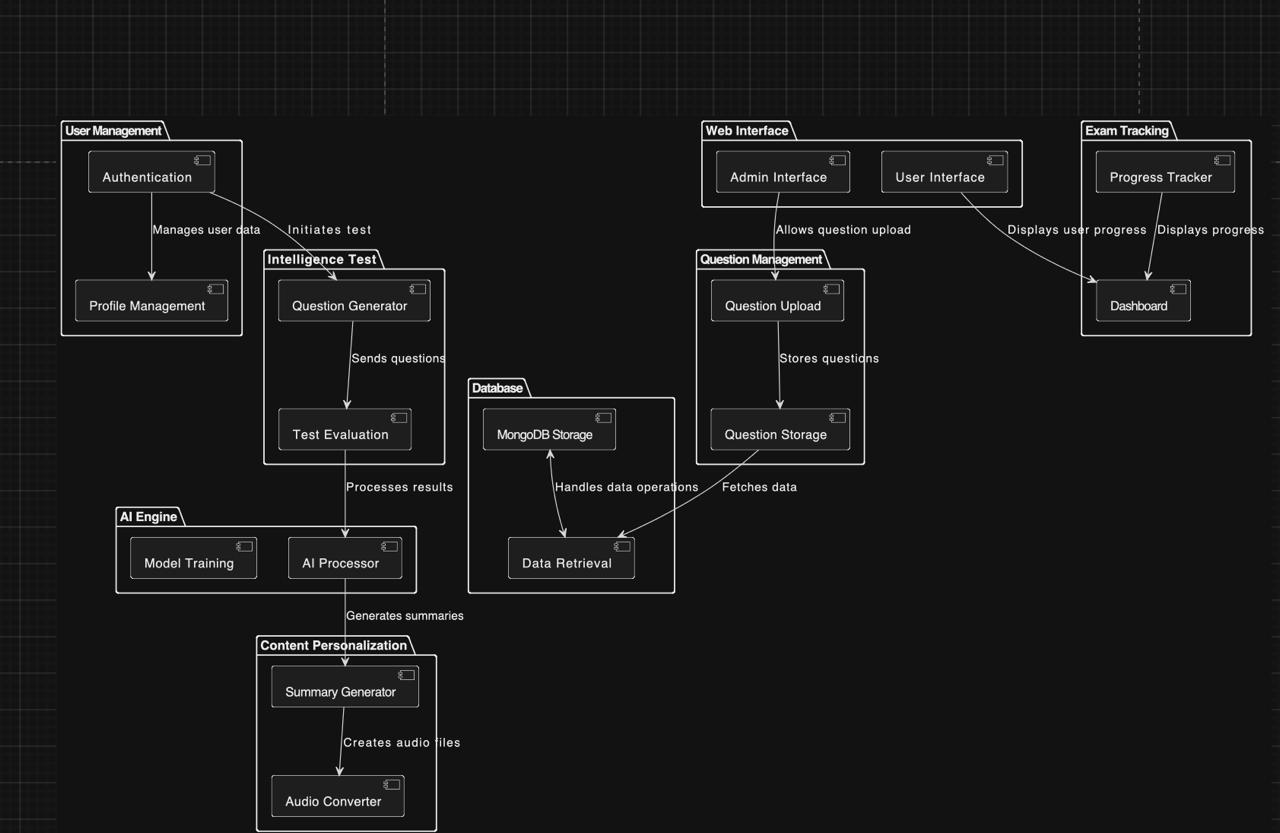 User Management
Web Interface
Exam Tracking
Authentication
Admin Interface
User Interface
Progress Tracker
Manages user data
Initiates test
Allows question upload
Displays user progress
Displays progress
Intelligence Test
Question Management
Profile Management
Question Generator
Question Upload
Dashboard
Sends questions
Stores questions
Database
Test Evaluation
MongoDB Storage
Question Storage
Processes results
Handles data operations
Fetches data
AI Engine
Model Training
AI Processor
Data Retrieval
Generates summaries
Content Personalization
Summary Generator
Creates audio files
Audio Converter